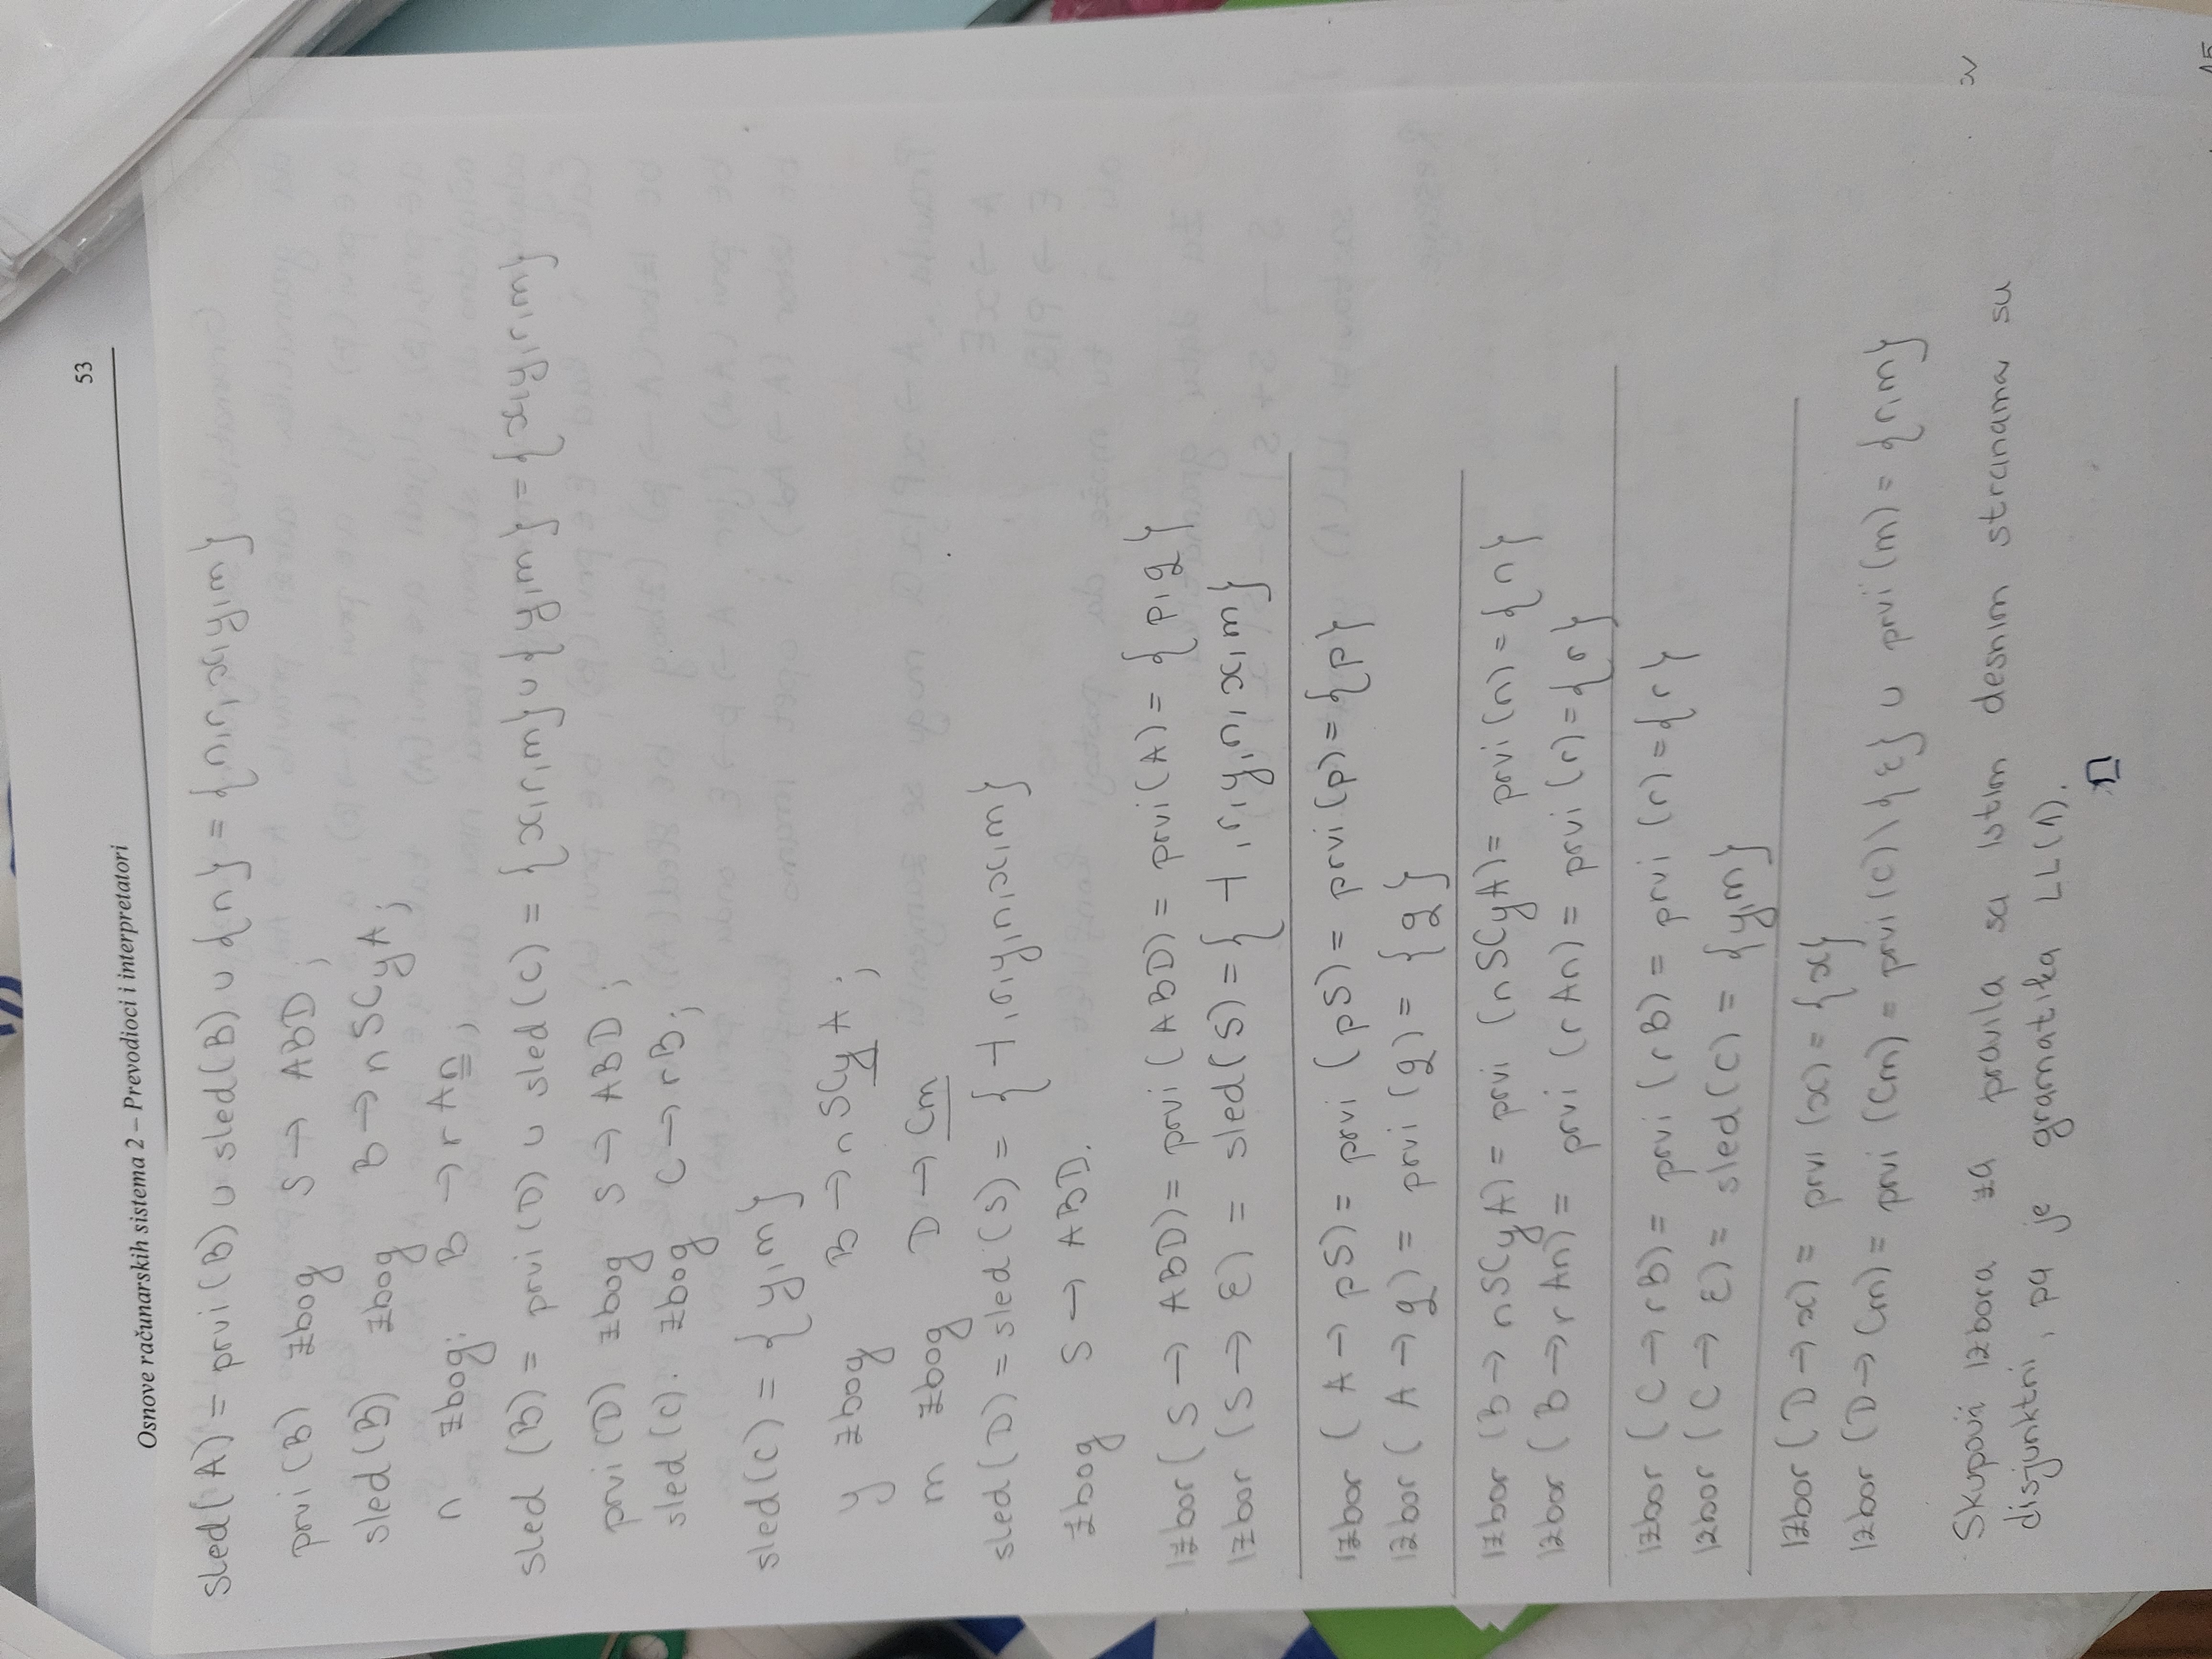 53
Osnove računarskih sistema 2 – Prevodioci i interpretatori
sled(A) = prvi(B) ∪ sled(B) ∪ {n} = {n,r,x,y,m}
prvi(B) zbog S → ABD;
sled(B) zbog B → nSCyA;
n zbog: B → rAn;
sled (B) = prvi(D) ∪ sled(C) = {x,r,m} ∪ {y,m} = {x,y,r,m}
prvi(D) zbog S → ABD;
sled(C). zbog C → rB;
sled(C) = {y,m}
y zbog B → nSCyA;
m zbog D → Cm
sled(D) = sled(S) = {⊣,r,y,n,x,m}
zbog S → ABD.
Izbor(S → ABD) = prvi(ABD) = prvi(A) = {p,q}
Izbor (S → ε) = sled(S) = {⊣,r,y,n,x,m}
Izbor (A → pS) = prvi (pS) = prvi(p) = {p}
Izbor (A → q) = prvi (q) = {q}
Izbor (B → nSCyA) = prvi (nSCyA) = prvi(n) = {n}
Izbor (B → rAn) = prvi (rAn) = prvi(r) = {r}
Izbor (C → rB) = prvi (rB) = prvi (r) = {r}
Izbor (C → ε) = sled(C) = {y,m}
Izbor (D → x) = prvi (x) = {x}
Izbor (D → Cm) = prvi (Cm) = prvi(C)\{ε} ∪ prvi(m) = {r,m}
Skupovi izbora za pravila sa istim desnim stranama su
disjunktni, pa je gramatika LL(1).